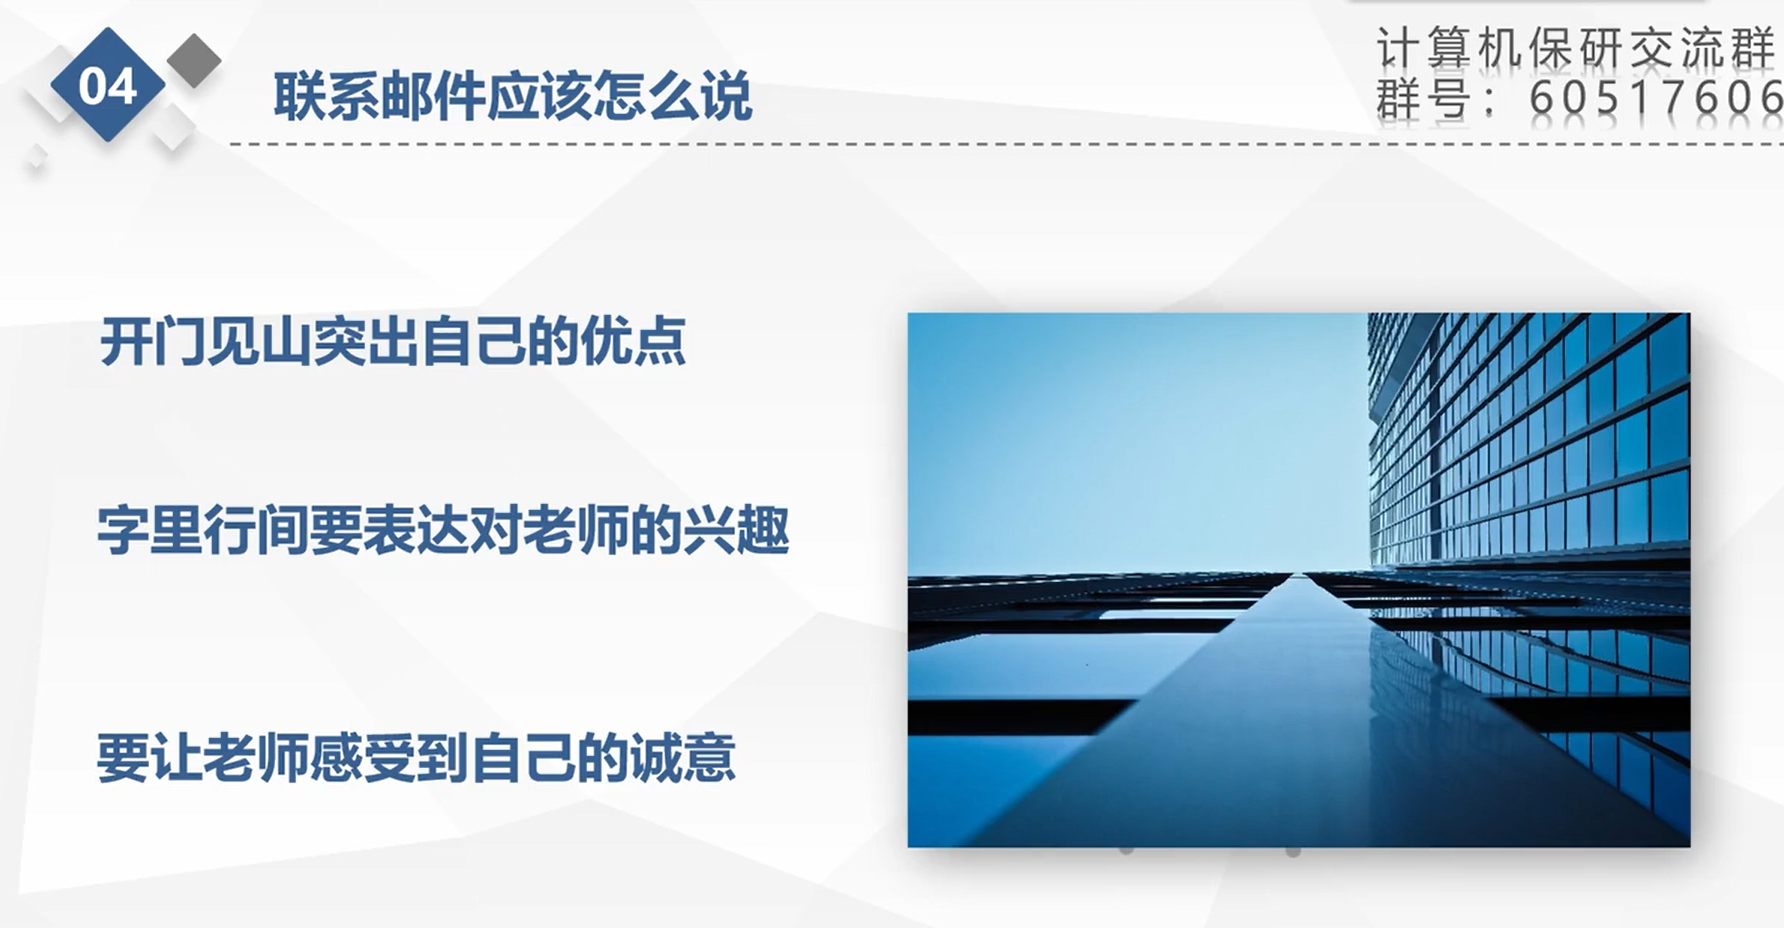 04
联系邮件应该怎么说
计算机保研交流群
群号：60517606
开门见山突出自己的优点
字里行间要表达对老师的兴趣
要让老师感受到自己的诚意